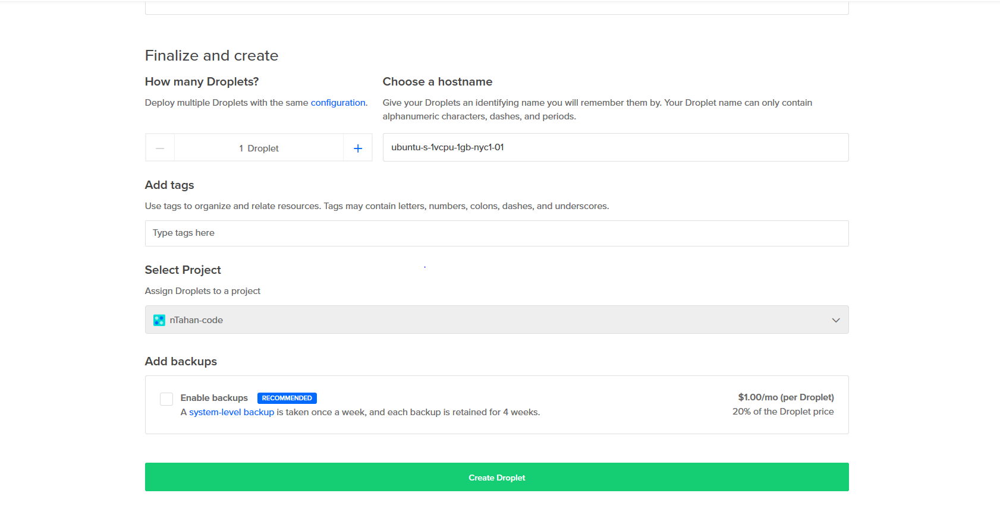 Finalize and create
How many Droplets?
Deploy multiple Droplets with the same configuration.
1 Droplet
Choose a hostname
Give your Droplets an identifying name you will remember them by. Your Droplet name can only contain
alphanumeric characters, dashes, and periods.
ubuntu-s-1vcpu-1gb-nyc1-01
Add tags
Use tags to organize and relate resources. Tags may contain letters, numbers, colons, dashes, and underscores.
Type tags here
Select Project
Assign Droplets to a project
nTahan-code
Add backups
Enable backups RECOMMENDED
A system-level backup is taken once a week, and each backup is retained for 4 weeks.
$1.00/mo (per Droplet)
20% of the Droplet price
Create Droplet